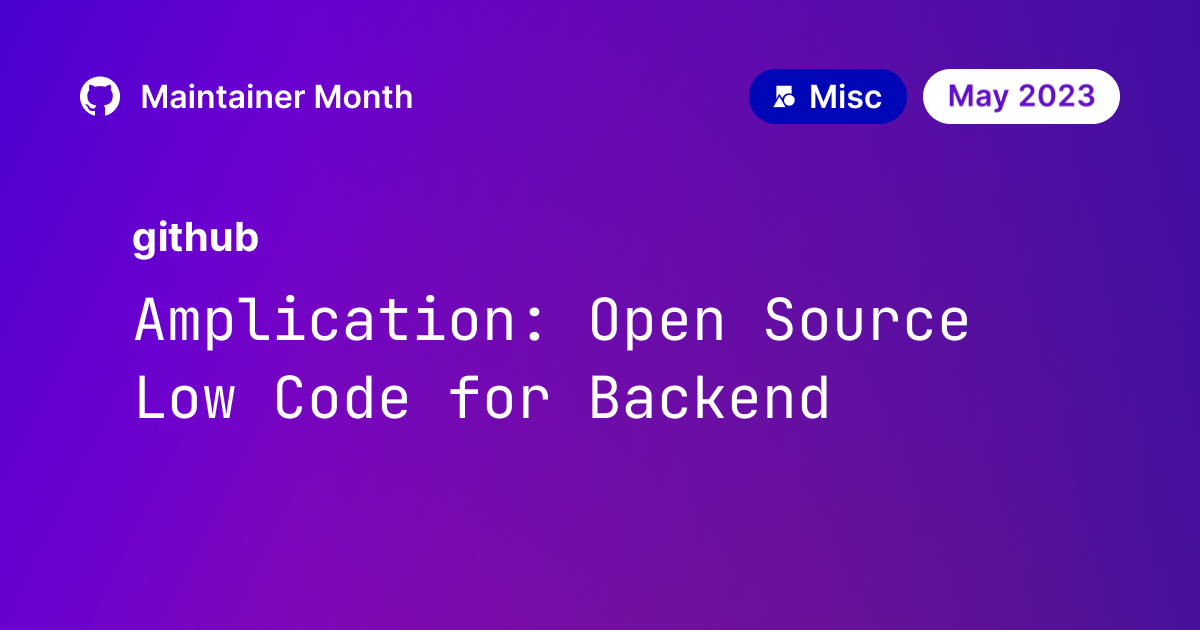 Maintainer Month
Misc
May 2023
github
Amplication: Open Source
Low Code for Backend